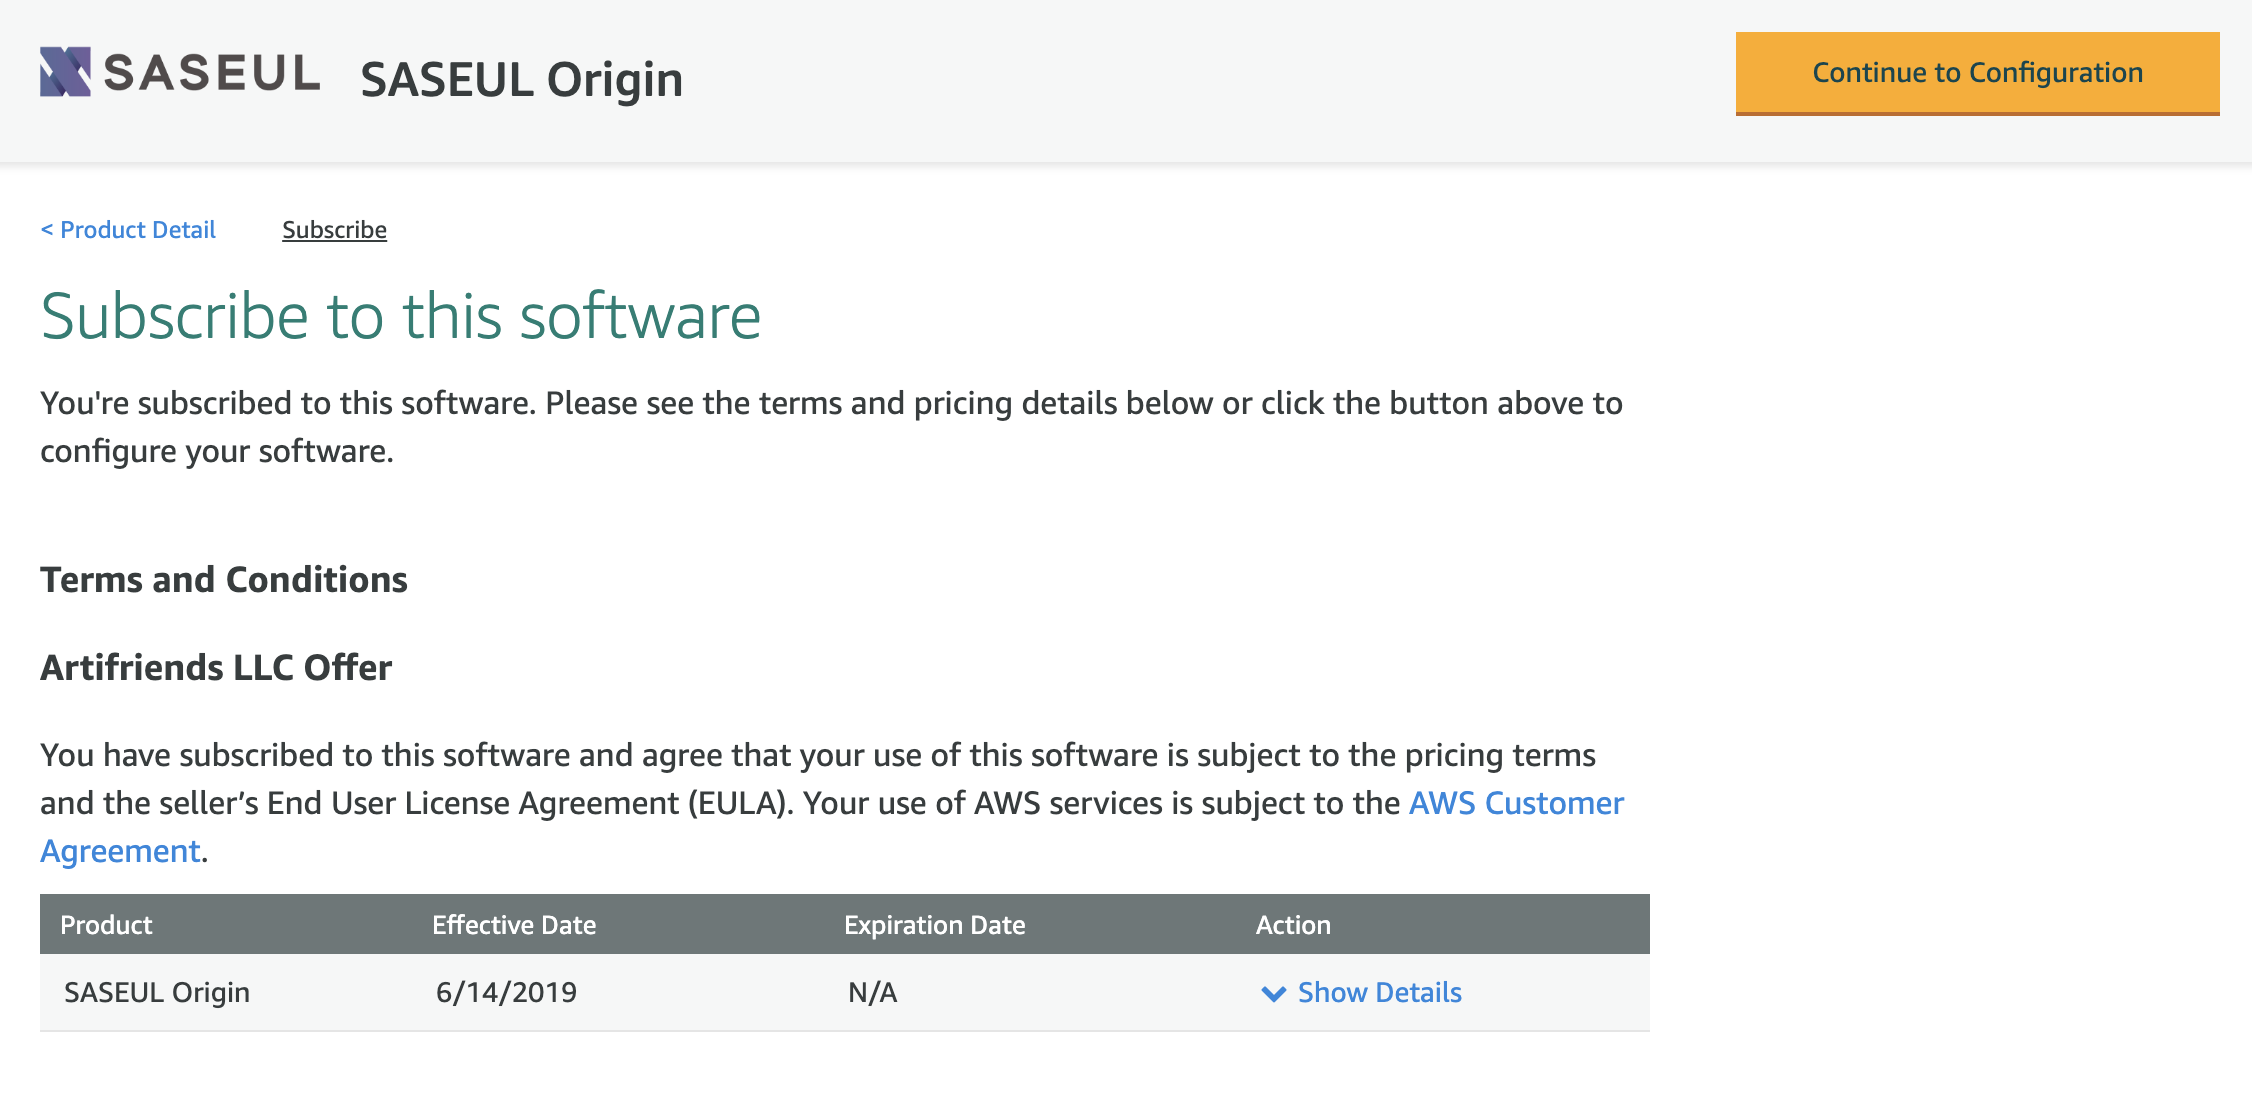 SASEUL SASEUL Origin Continue to Configuration
< Product Detail Subscribe
Subscribe to this software
You're subscribed to this software. Please see the terms and pricing details below or click the button above to
configure your software.
Terms and Conditions
Artifriends LLC Offer
You have subscribed to this software and agree that your use of this software is subject to the pricing terms
and the seller’s End User License Agreement (EULA). Your use of AWS services is subject to the AWS Customer
Agreement.
Product Effective Date Expiration Date Action
SASEUL Origin 6/14/2019 N/A Show Details